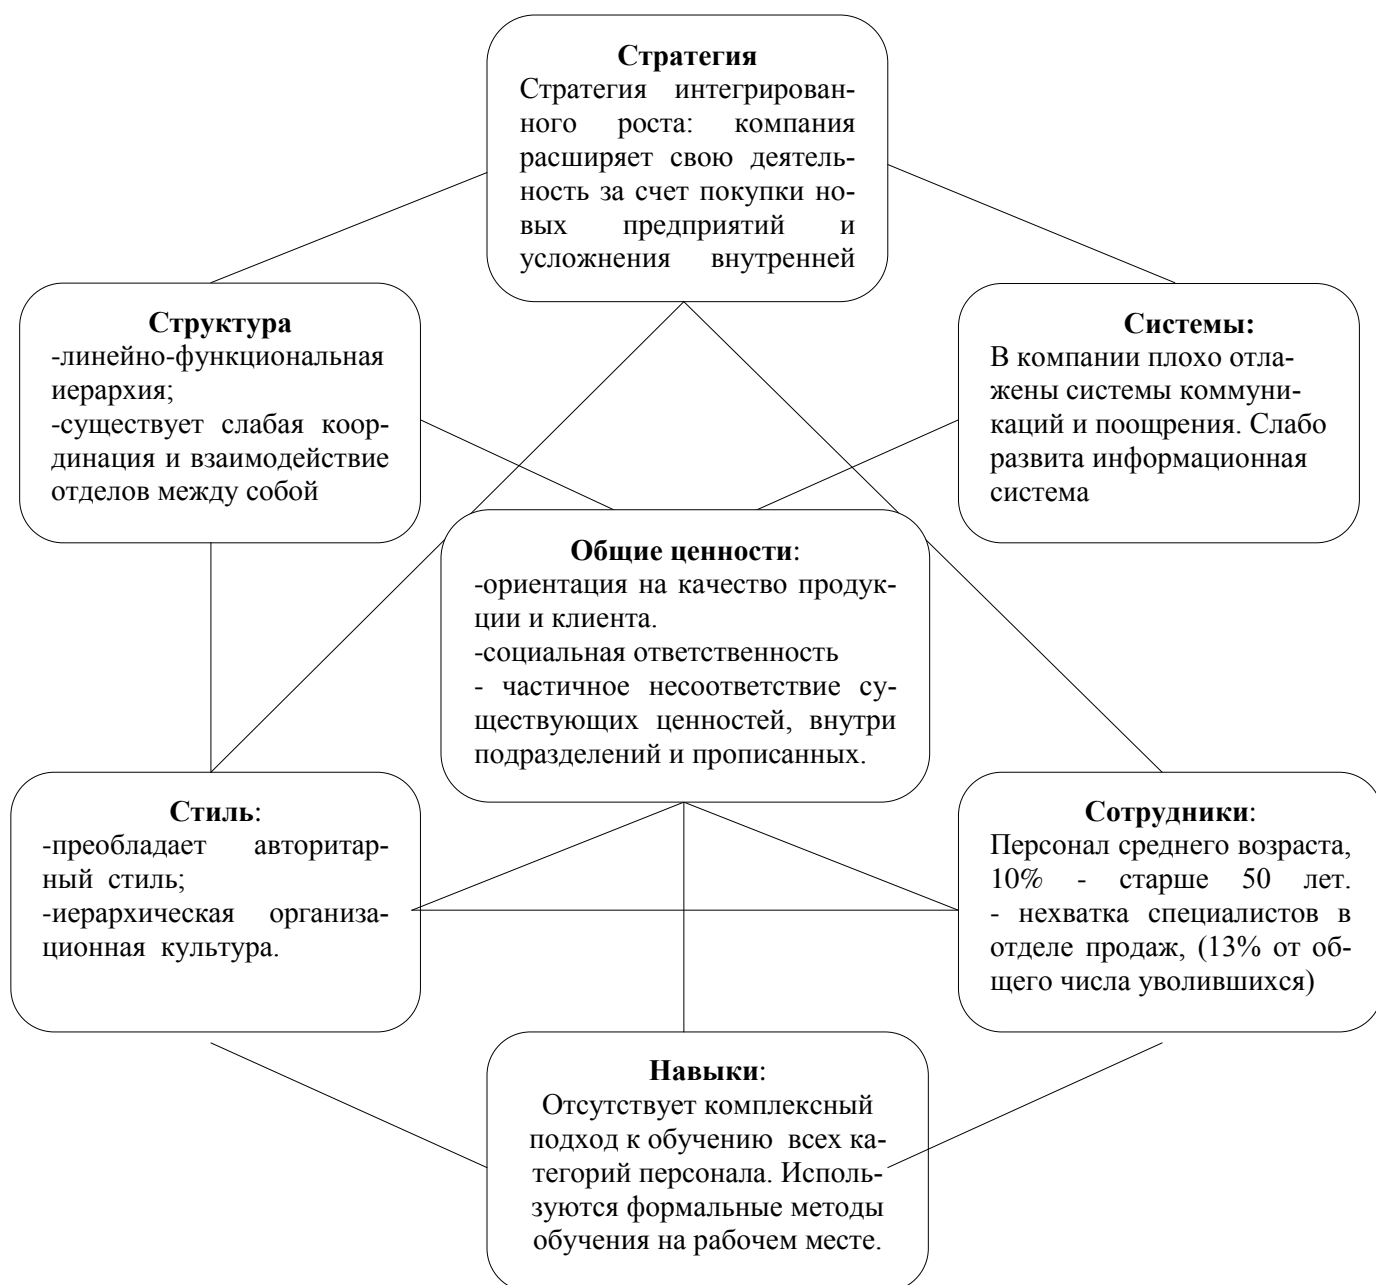 Стратегия
Стратегия интегрирован-
ного роста: компания
расширяет свою деятель-
ность за счет покупки но-
вых предприятий и
усложнения внутренней
Структура
-линейно-функциональная
иерархия;
-существует слабая коор-
динация и взаимодействие
отделов между собой
Системы:
В компании плохо отла-
жены системы коммуни-
каций и поощрения. Слабо
развита информационная
система
Общие ценности:
-ориентация на качество продук-
ции и клиента.
-социальная ответственность
- частичное несоответствие су-
ществующих ценностей, внутри
подразделений и прописанных.
Стиль:
-преобладает авторитар-
ный стиль;
-иерархическая организа-
ционная культура.
Сотрудники:
Персонал среднего возраста,
10% - старше 50 лет.
- нехватка специалистов в
отделе продаж, (13% от об-
щего числа уволившихся)
Навыки:
Отсутствует комплексный
подход к обучению всех ка-
тегорий персонала. Исполь-
зуются формальные методы
обучения на рабочем месте.